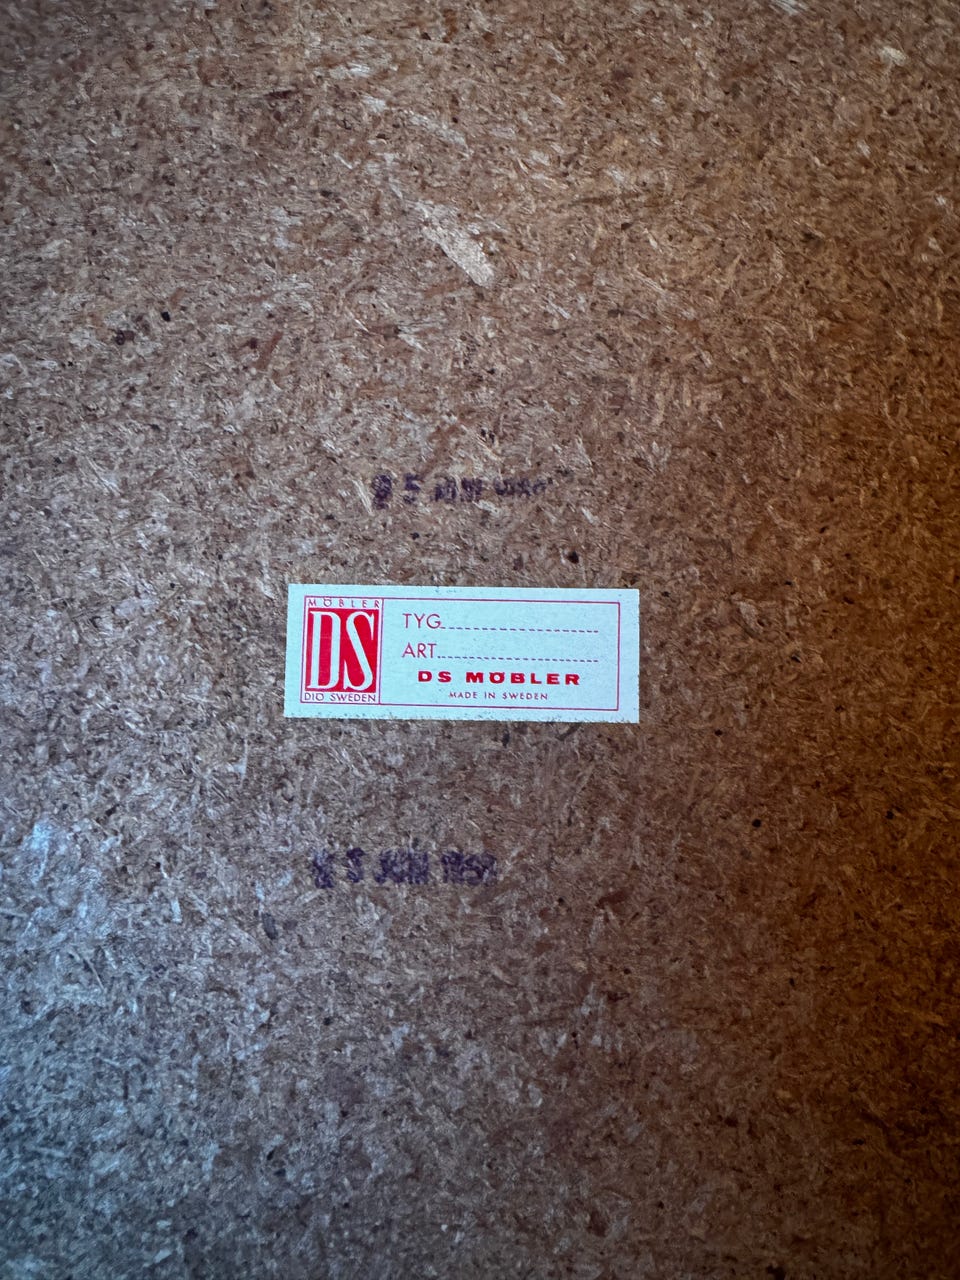 MÖBLER
DS
DIÖ SWEDEN
TYG
ART
DS MÖBLER
MADE IN SWEDEN